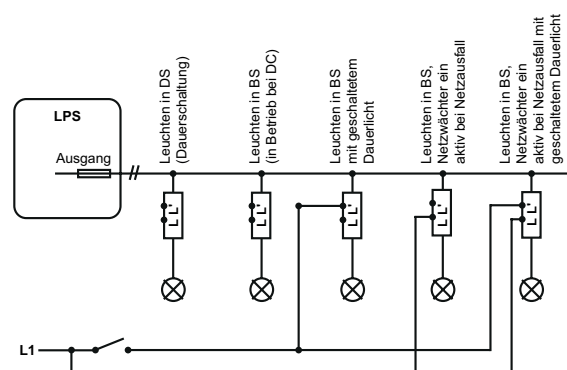 LPS
Ausgang
Leuchten in DS
(Dauerschaltung)
Leuchten in BS
(in Betrieb bei DC)
Leuchten in BS
mit geschaltetem
Dauerlicht
Leuchten in BS,
Netzwächter ein
aktiv bei Netzausfall
Leuchten in BS,
Netzwächter ein
aktiv bei Netzausfall mit
geschaltetem Dauerlicht
L L'
L L'
L L'
L L'
L L'
L1